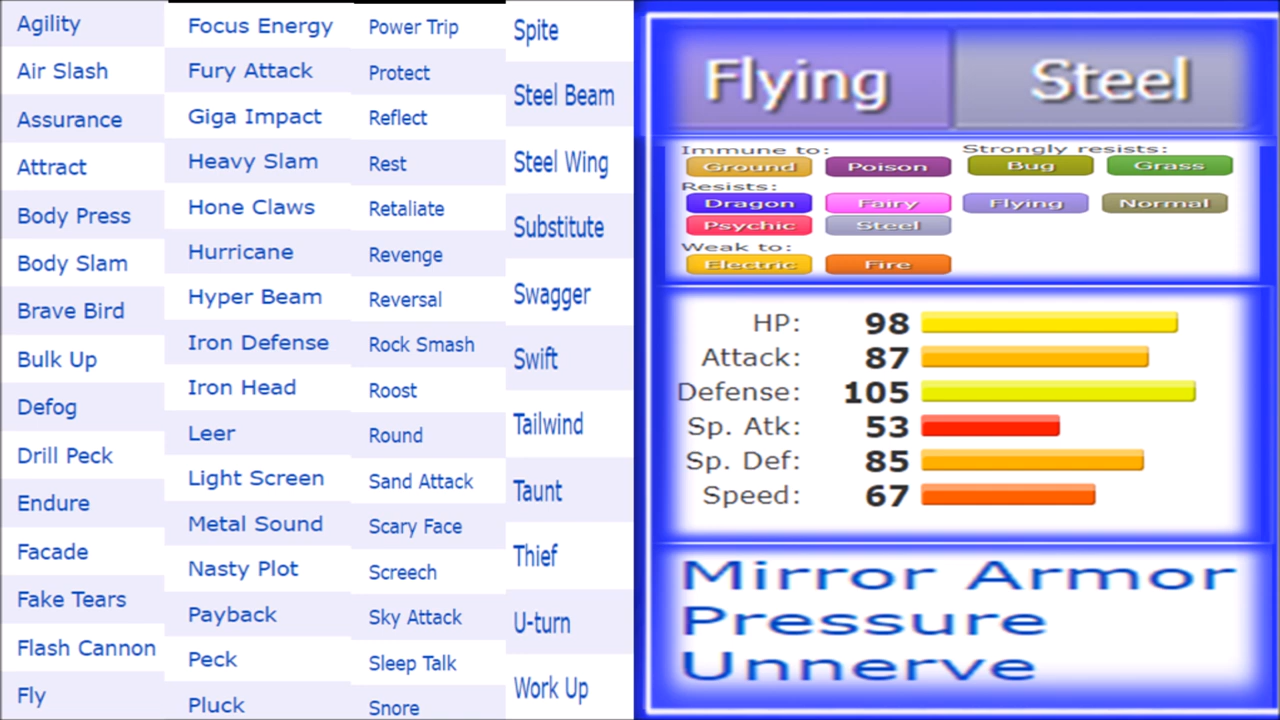 Agility
Air Slash
Assurance
Attract
Body Press
Body Slam
Brave Bird
Bulk Up
Defog
Drill Peck
Endure
Facade
Fake Tears
Flash Cannon
Fly
Focus Energy
Fury Attack
Giga Impact
Heavy Slam
Hone Claws
Hurricane
Hyper Beam
Iron Defense
Iron Head
Leer
Light Screen
Metal Sound
Nasty Plot
Payback
Peck
Pluck
Power Trip
Protect
Reflect
Rest
Retaliate
Revenge
Reversal
Rock Smash
Roost
Round
Sand Attack
Scary Face
Screech
Sky Attack
Sleep Talk
Snore
Spite
Steel Beam
Steel Wing
Substitute
Swagger
Swift
Tailwind
Taunt
Thief
U-turn
Work Up
Flying Steel
Immune to: Strongly resists:
Ground Poison Bug Grass
Resists:
Dragon Fairy Flying Normal
Psychic Steel
Weak to:
Electric Fire
HP: 98
Attack: 87
Defense: 105
Sp. Atk: 53
Sp. Def: 85
Speed: 67
Mirror Armor
Pressure
Unnerve